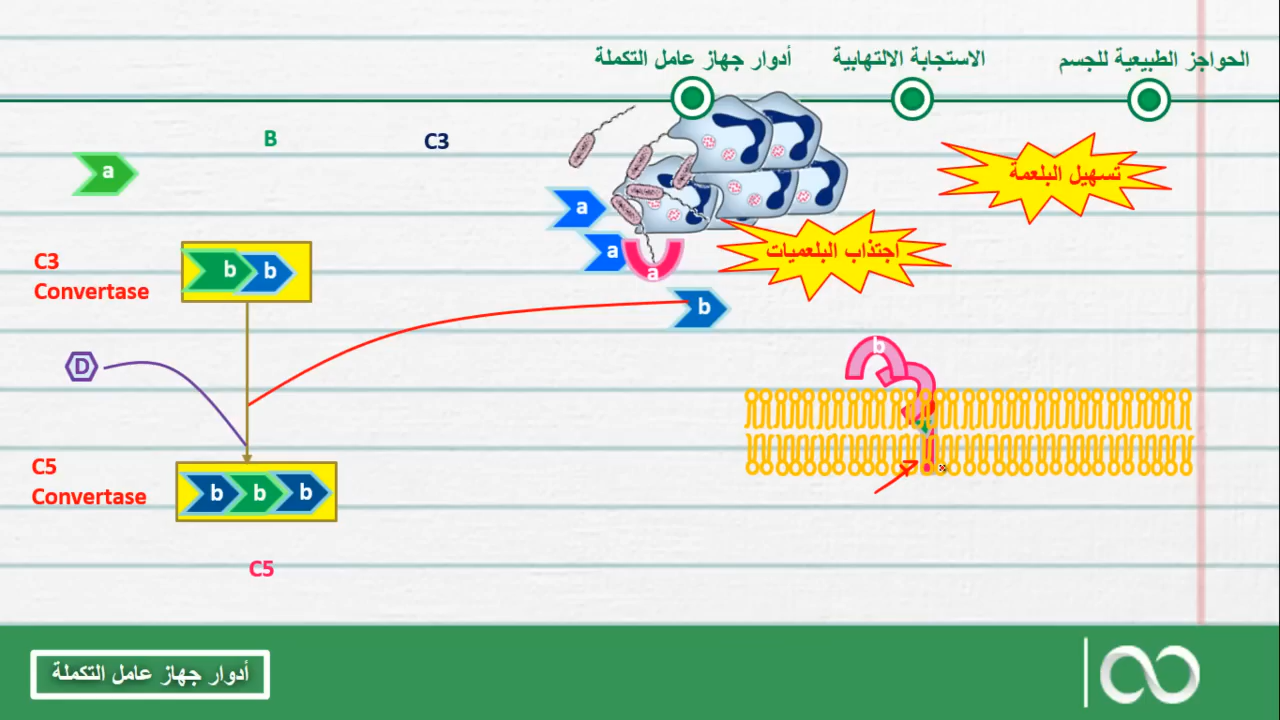 الحواجز الطبيعية للجسم
الاستجابة الالتهابية
أدوار جهاز عامل التكملة
B
C3
a
تسهيل البلعمة
a
اجتذاب البلعميات
a
a
C3
Convertase
b
b
b
b
D
C5
Convertase
b
b
b
C5
أدوار جهاز عامل التكملة